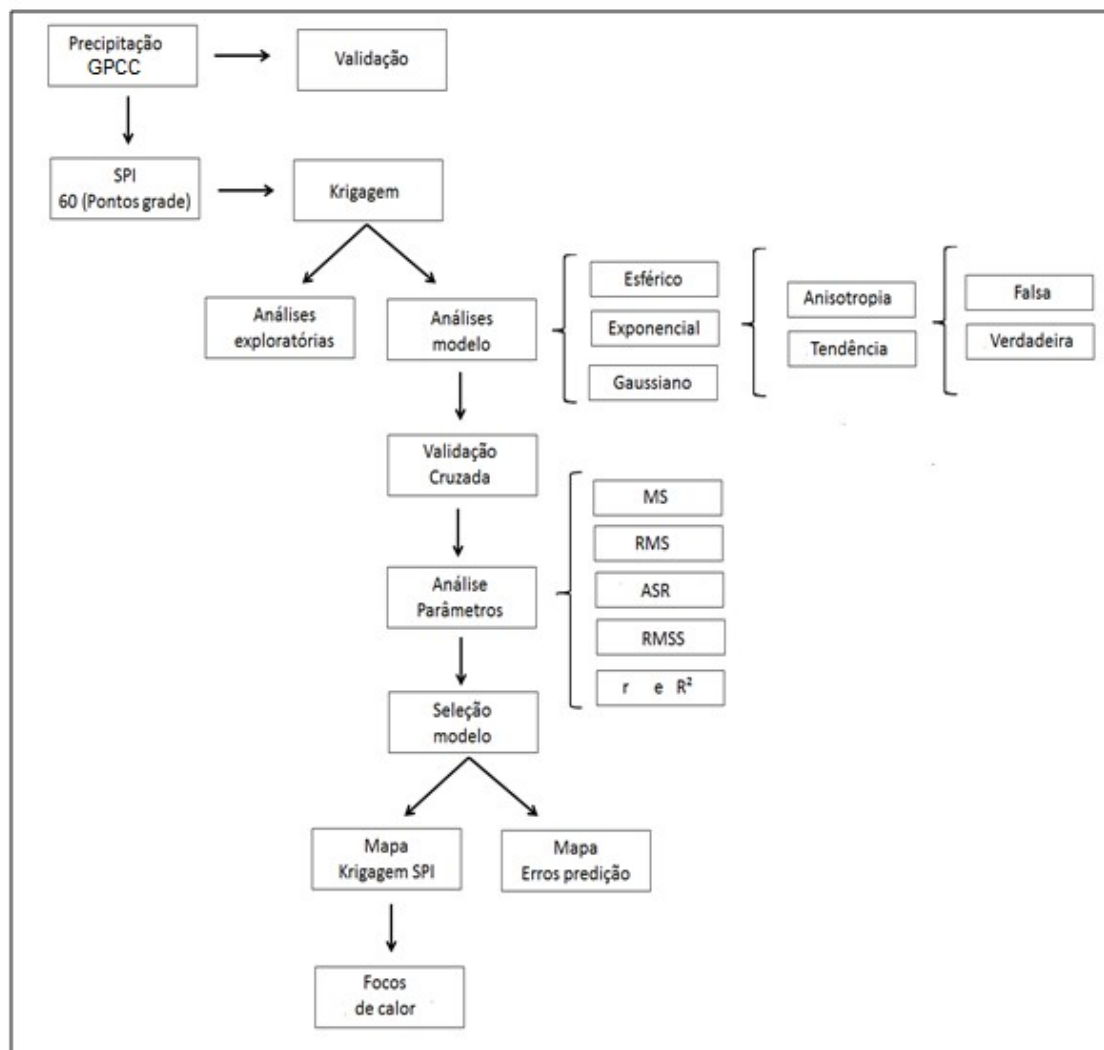 Precipitação
GPCC
Validação
SPI
60 (Pontos grade)
Krigagem
Análises
exploratórias
Análises
modelo
Esférico
Exponencial
Gaussiano
Anisotropia
Tendência
Falsa
Verdadeira
Validação
Cruzada
Análise
Parâmetros
MS
RMS
ASR
RMSS
r e R²
Seleção
modelo
Mapa
Krigagem SPI
Mapa
Erros predição
Focos
de calor